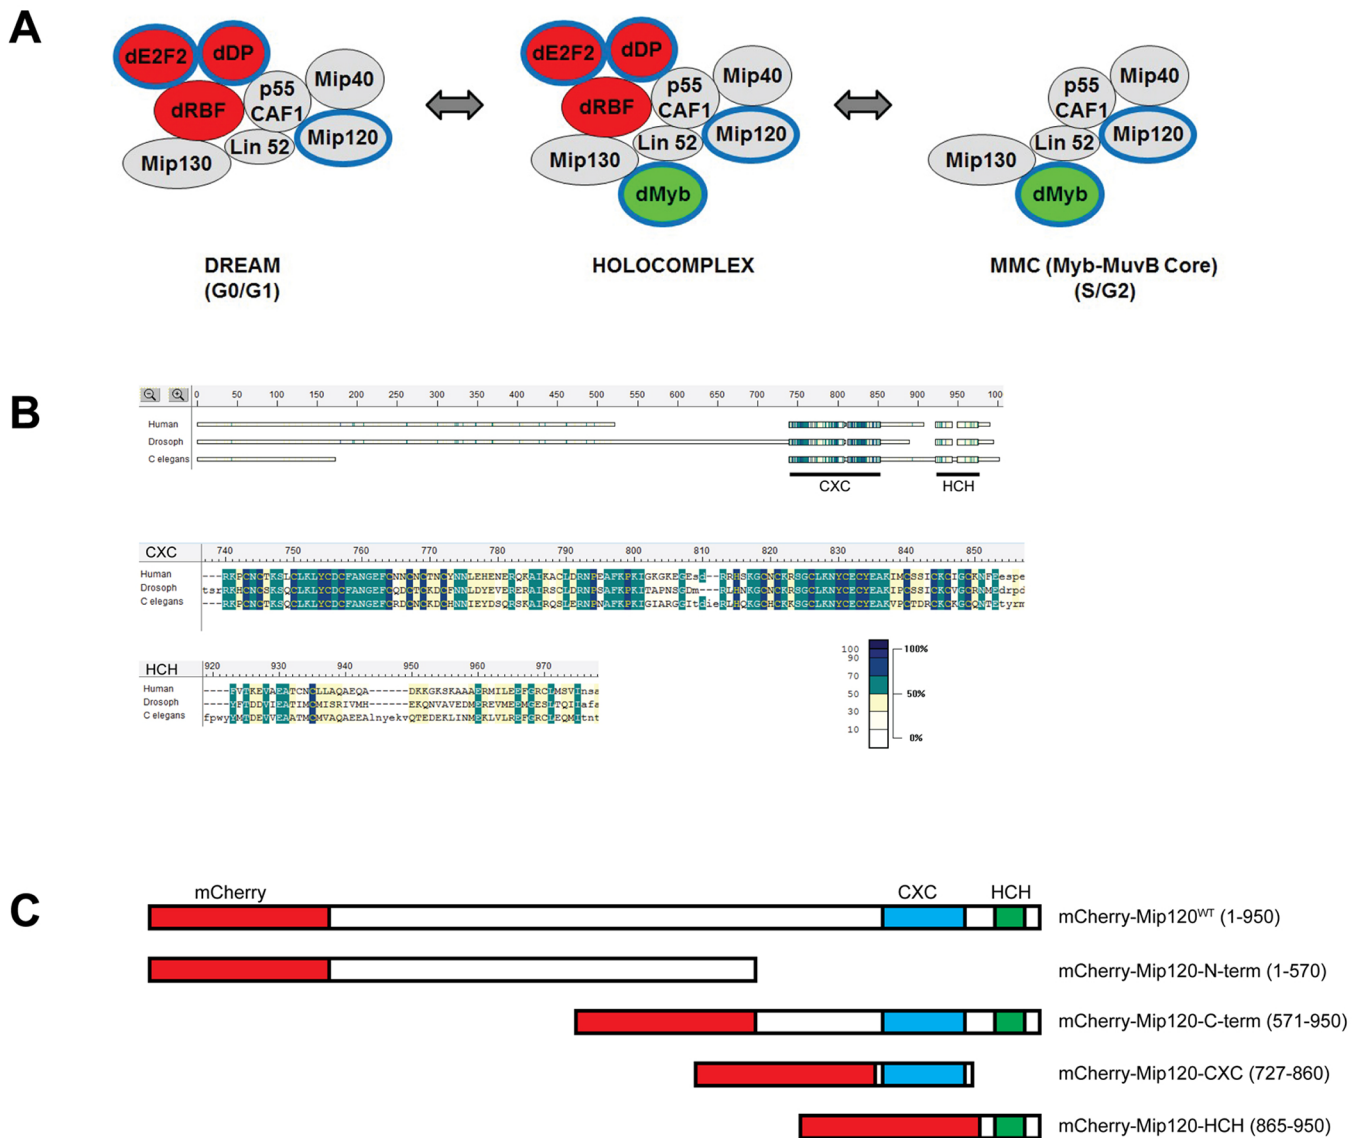 A
dE2F2 dDP
p55
CAF1
Mip40
dRBF
Mip120
Lin 52
Mip130
DREAM
(G0/G1)
dE2F2 dDP
p55
CAF1
Mip40
dRBF
Mip120
Lin 52
Mip130
dMyb
HOLOCOMPLEX
p55
CAF1
Mip40
Mip120
Lin 52
Mip130
dMyb
MMC (Myb-MuvB Core)
(S/G2)
B
0 50 100 150 200 250 300 350 400 450 500 550 600 650 700 750 800 850 900 950 1000
Human
Drosoph
C elegans
CXC HCH
CXC 740 750 760 770 780 790 800 810 820 830 840 850
Human
Drosoph
C elegans
HCH 920 930 940 950 960 970
Human
Drosoph
C elegans
100
90
70
50
30
10
100%
50%
0%
C
mCherry CXC HCH
mCherry-Mip120WT (1-950)
mCherry-Mip120-N-term (1-570)
mCherry-Mip120-C-term (571-950)
mCherry-Mip120-CXC (727-860)
mCherry-Mip120-HCH (865-950)